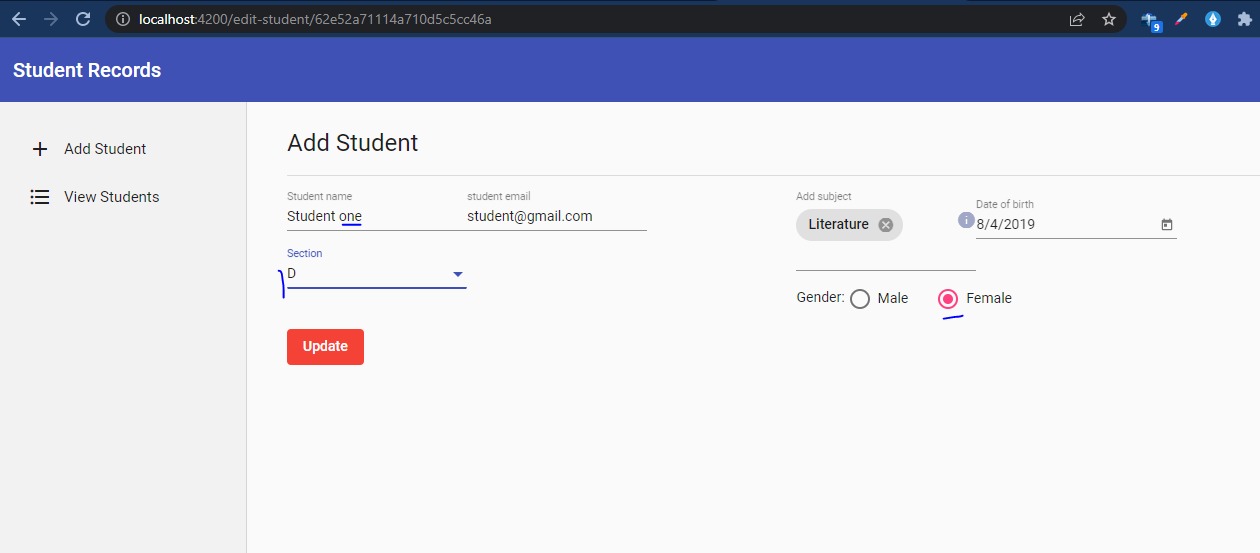 localhost:4200/edit-student/62e52a71114a710d5c5cc46a
9
Student Records
Add Student
View Students
Add Student
Student name
Student one
student email
student@gmail.com
Section
D
Update
Add subject
Literature
Date of birth
8/4/2019
Gender: Male Female